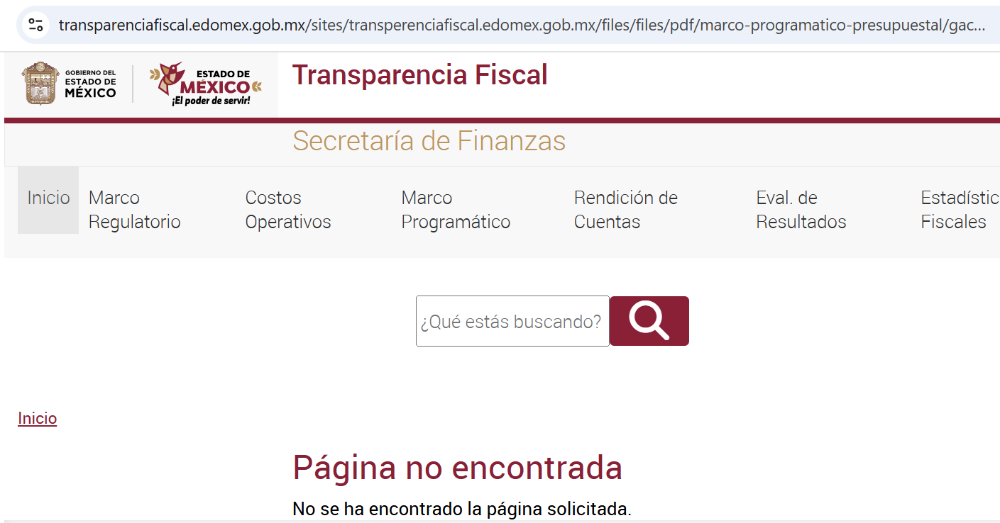 transparenciafiscal.edomex.gob.mx/sites/transperenciafiscal.edomex.gob.mx/files/files/pdf/marco-programatico-presupuestal/gac...
GOBIERNO DEL
ESTADO DE
MÉXICO
ESTADO DE
MÉXICO
¡El poder de servir!
Transparencia Fiscal
Secretaría de Finanzas
Inicio
Marco
Regulatorio
Costos
Operativos
Marco
Programático
Rendición de
Cuentas
Eval. de
Resultados
Estadístic
Fiscales
¿Qué estás buscando?
Inicio
Página no encontrada
No se ha encontrado la página solicitada.